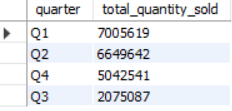 quarter total_quantity_sold
Q1 7005619
Q2 6649642
Q4 5042541
Q3 2075087